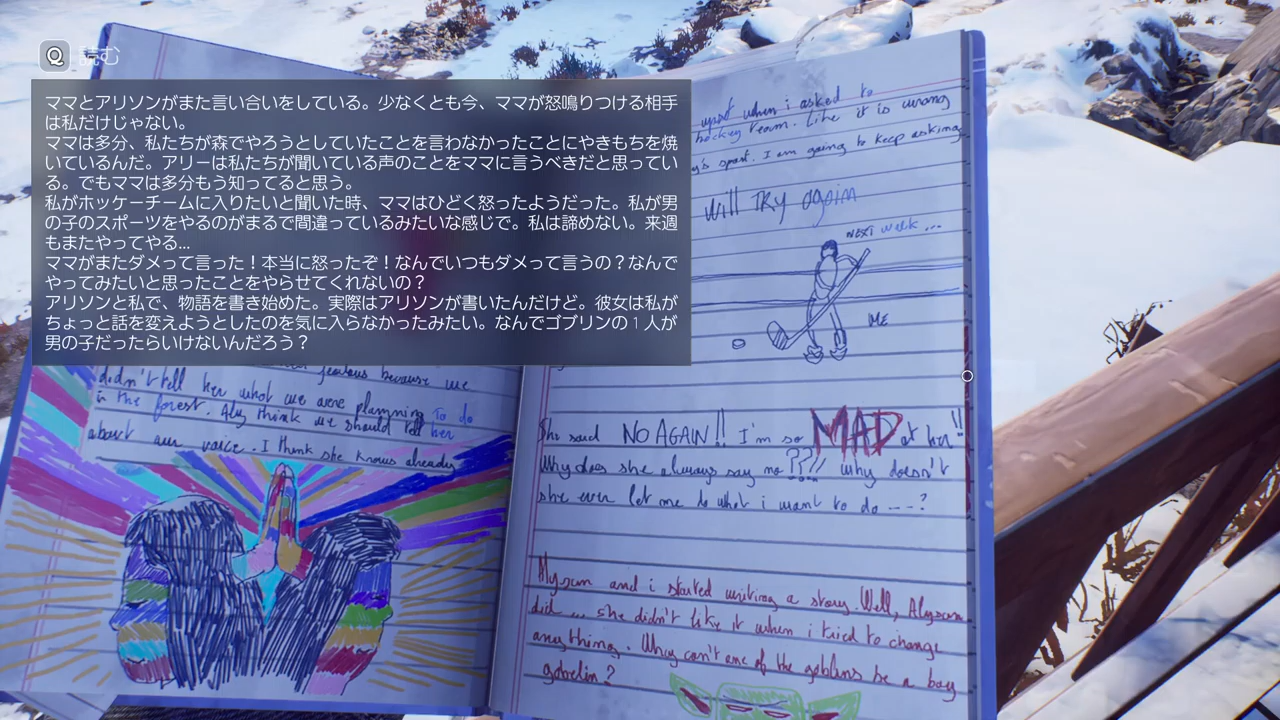 Q 読む
ママとアリソンがまた言い合いをしている。少なくとも今、ママが怒鳴りつける相手
は私だけじゃない。
ママは多分、私たちが森でやろうとしていたことを言わなかったことにやきもちを焼
いているんだ。アリーは私たちが聞いている声のことをママに言うべきだと思ってい
る。でもママは多分もう知ってると思う。
私がホッケーチームに入りたいと聞いた時、ママはひどく怒ったようだった。私が男
の子のスポーツをやるのがまるで間違っているみたいな感じで。私は諦めない。来週
もまたやってやる...
ママがまたダメって言った！本当に怒ったぞ！なんでいつもダメって言うの？なんで
やってみたいと思ったことをやらせてくれないの？
アリソンと私で、物語を書き始めた。実際はアリソンが書いたんだけど。彼女は私が
ちょっと話を変えようとしたのを気に入らなかったみたい。なんでゴブリンの1人が
男の子だったらいけないんだろう？
jealous because we
didn't tell her what we were plamning to do
in the forest. Aly think we should tell her
about our voice. I think she knows already
upset when i asked to
hockey team. Like it is wrong
y's sport. I am going to keep asking
will TRY again
NEXT week ...
ME
She said NO AGAIN!! I'm so MAD at her!!
Why does she always say no ??!! why doesn't
she ever let me do what i want to do ---?
Alyson and i started writing a story. Well, Alyson
did... she didn't like it when i tried to change
anything. Why can't one of the goblins be a boy
gobelin?